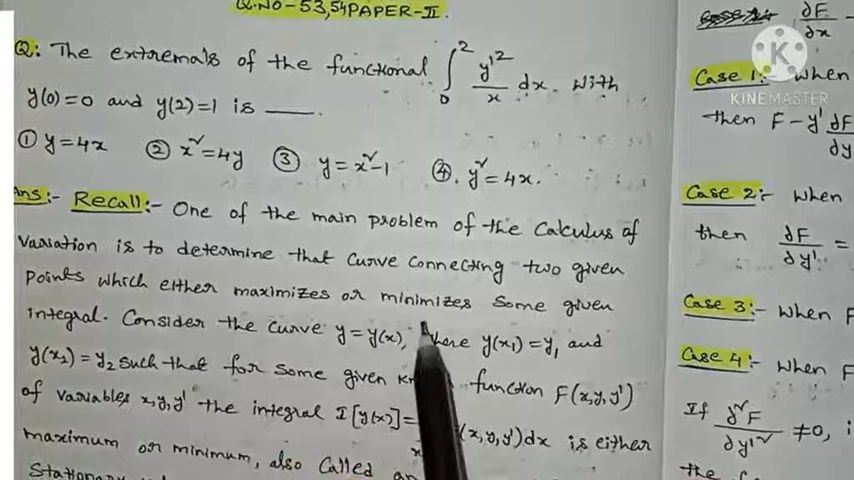 Q.NO-53,54 PAPER-II.
Q: The extremals of the functional ∫₀² y'²/x dx. With
y(0)=0 and y(2)=1 is ____
① y=4x ② x²=4y ③ y=x²-1 ④. y²=4x.
Ans:- Recall:- One of the main problem of the Calculus of
Variation is to determine that curve connecting two given
points which either maximizes or minimizes some given
integral. Consider the curve y=y(x), where y(x₁)=y₁ and
y(x₂)=y₂ such that for some given function F(x,y,y')
of variables x,y,y' the integral I[y(x)]= (x,y,y')dx is either
maximum or minimum, also called an
Stationary
∂F/∂x -
Case 1: When
then F-y' ∂F/∂y'
Case 2:- When
then ∂F/∂y' =
Case 3:- When F
Case 4:- When F
If ∂²F/∂y'² ≠0,
the
KINEMASTER